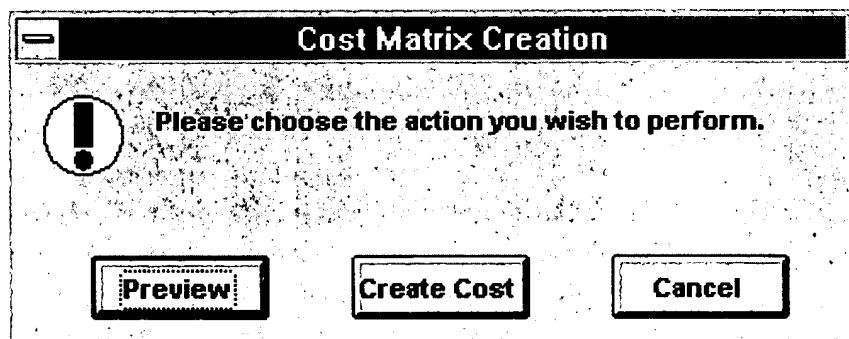 Cost Matrix Creation
Please choose the action you wish to perform.
Preview Create Cost Cancel